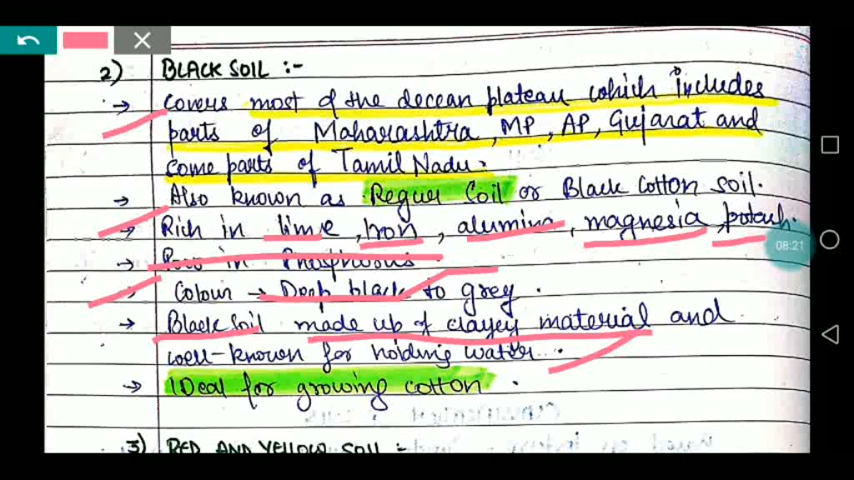 2) BLACK SOIL :-
→ covers most of the deccan plateau which includes
parts of Maharashtra, MP, AP, Gujarat and
some parts of Tamil Nadu.
→ Also known as Reguer Soil or Black Cotton soil.
→ Rich in lime, Iron, alumina, magnesia, potash.
08:21
→ Poor in Phosphorous
→ Colour → Deep black to grey.
→ Black Soil made up of clayey material and
well-known for holding water.
→ IDeal for growing cotton.
3) RED AND YELLOW SOIL :-